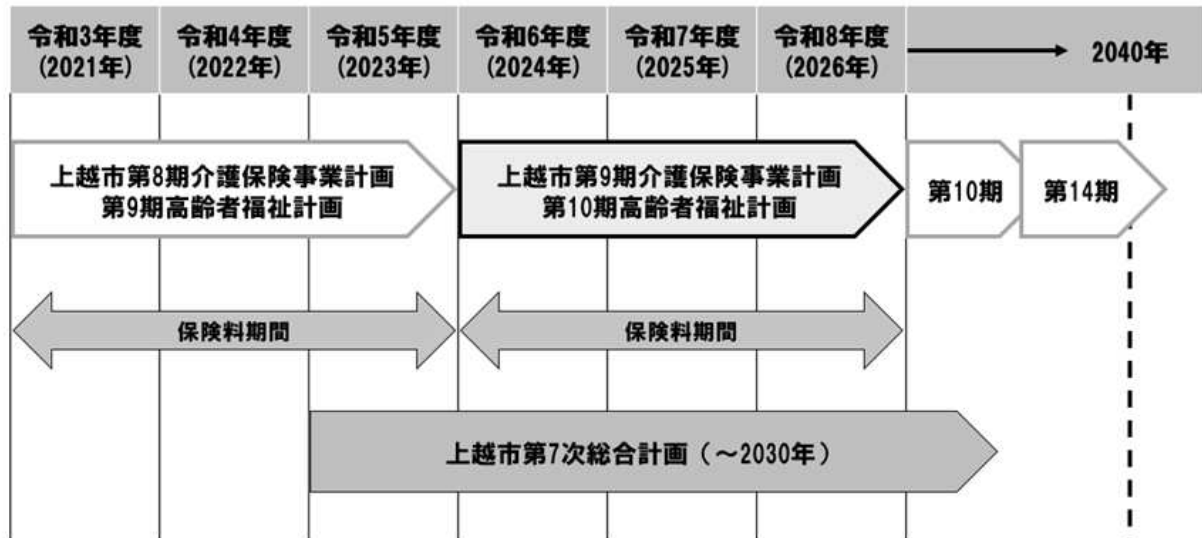 令和3年度
(2021年)
令和4年度
(2022年)
令和5年度
(2023年)
令和6年度
(2024年)
令和7年度
(2025年)
令和8年度
(2026年)
2040年
上越市第8期介護保険事業計画
第9期高齢者福祉計画
上越市第9期介護保険事業計画
第10期高齢者福祉計画
第10期
第14期
保険料期間
保険料期間
上越市第7次総合計画（～2030年）